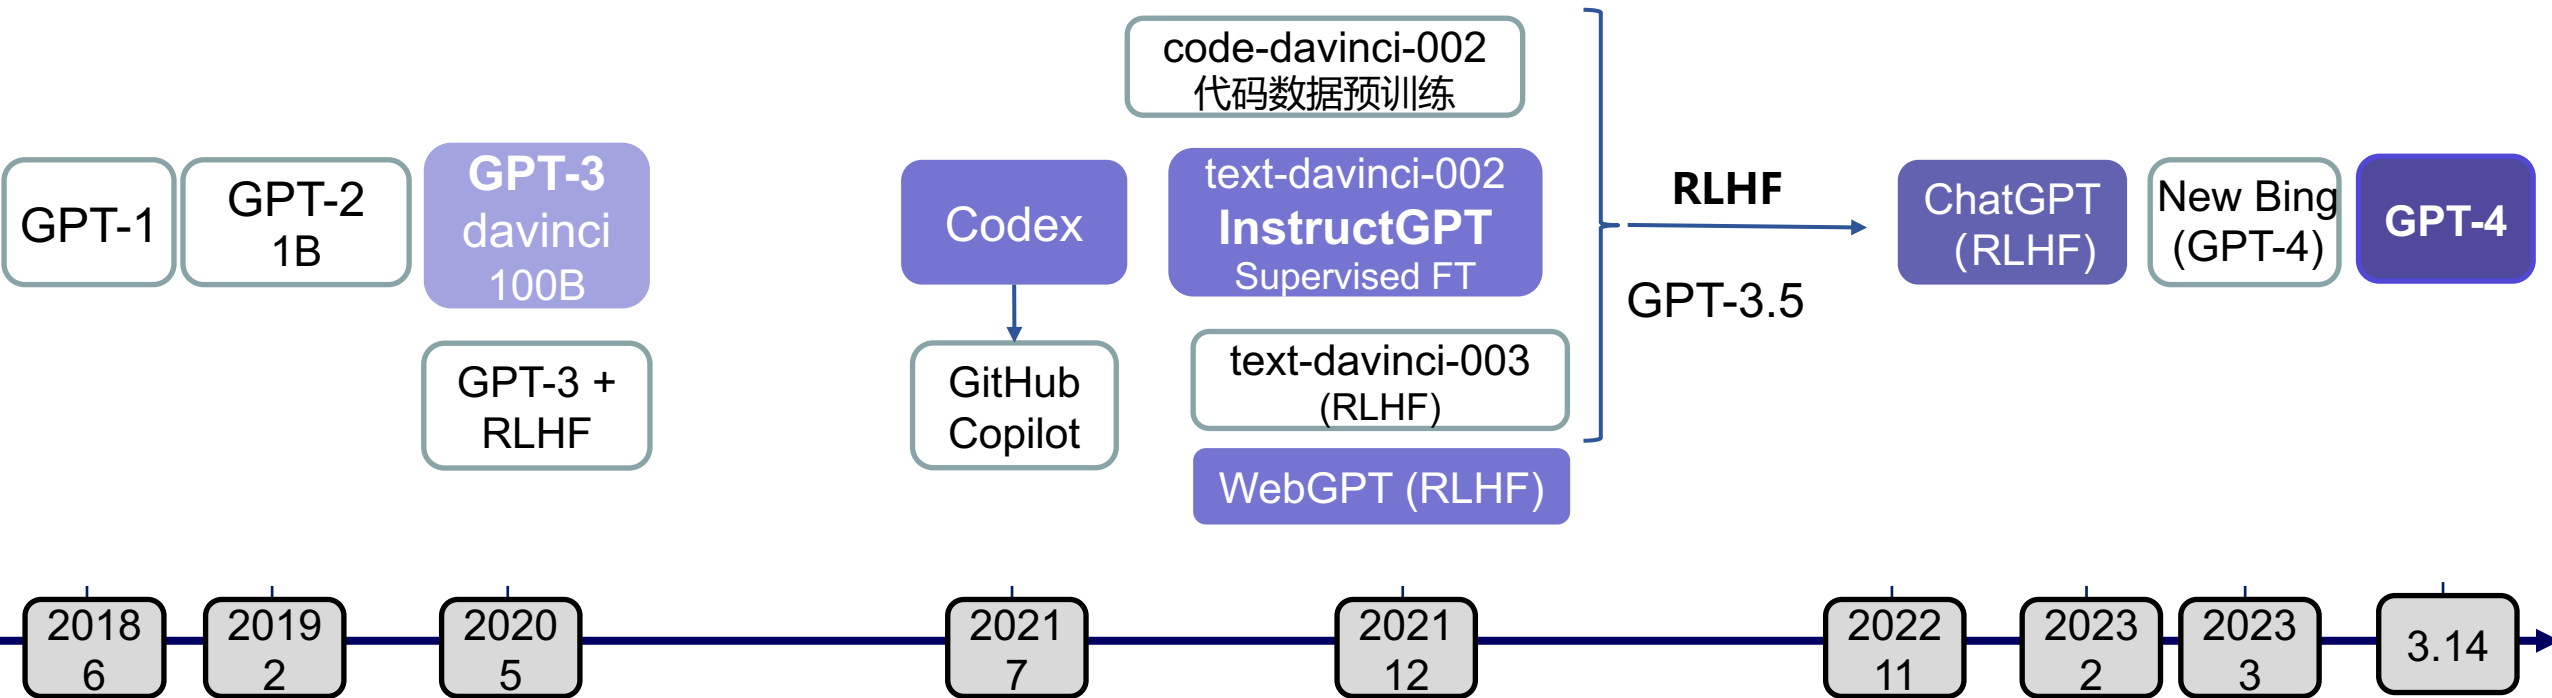 GPT-1
GPT-2
1B
GPT-3
davinci
100B
GPT-3 +
RLHF
Codex
GitHub
Copilot
code-davinci-002
代码数据预训练
text-davinci-002
InstructGPT
Supervised FT
text-davinci-003
(RLHF)
WebGPT (RLHF)
RLHF
GPT-3.5
ChatGPT
(RLHF)
New Bing
(GPT-4)
GPT-4
2018
6
2019
2
2020
5
2021
7
2021
12
2022
11
2023
2
2023
3
3.14